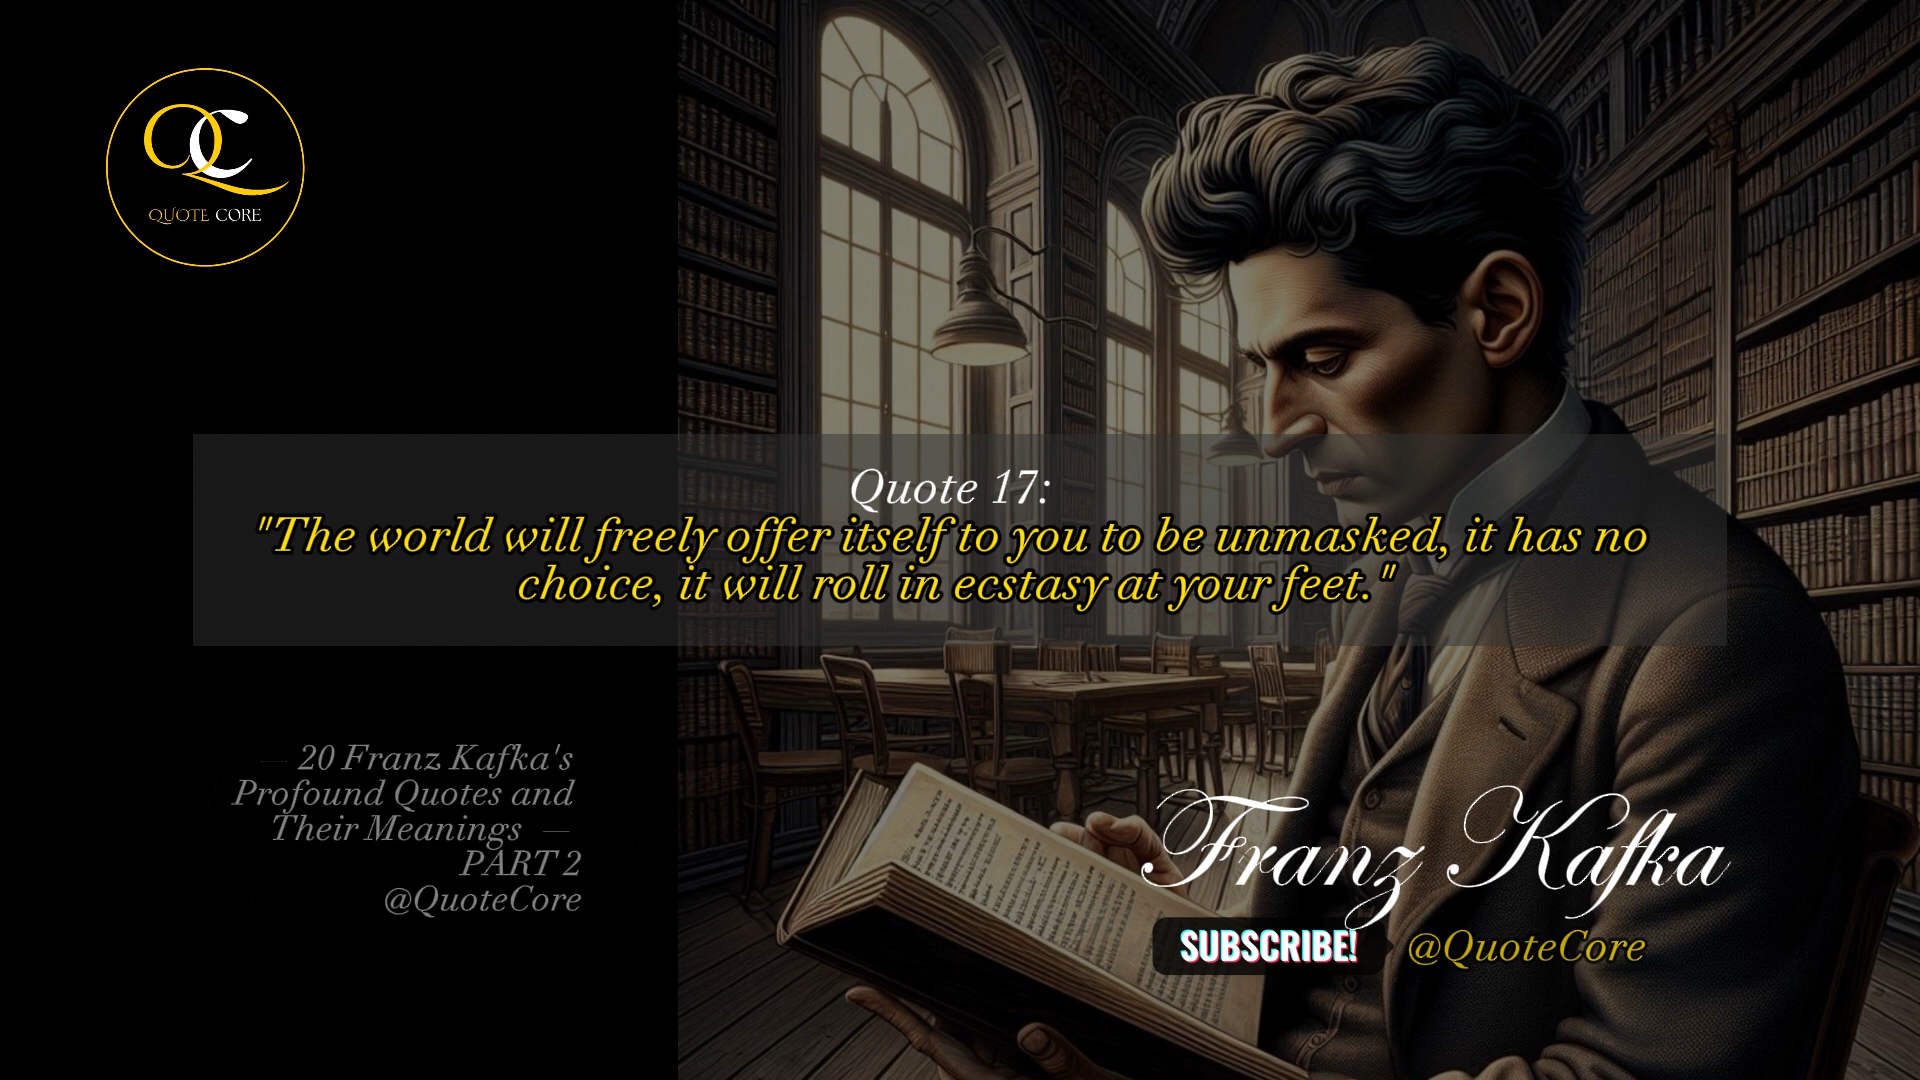 QC
QUOTE CORE
Quote 17:
"The world will freely offer itself to you to be unmasked, it has no
choice, it will roll in ecstasy at your feet."
— 20 Franz Kafka's
Profound Quotes and
Their Meanings —
PART 2
@QuoteCore
Franz Kafka
SUBSCRIBE! @QuoteCore